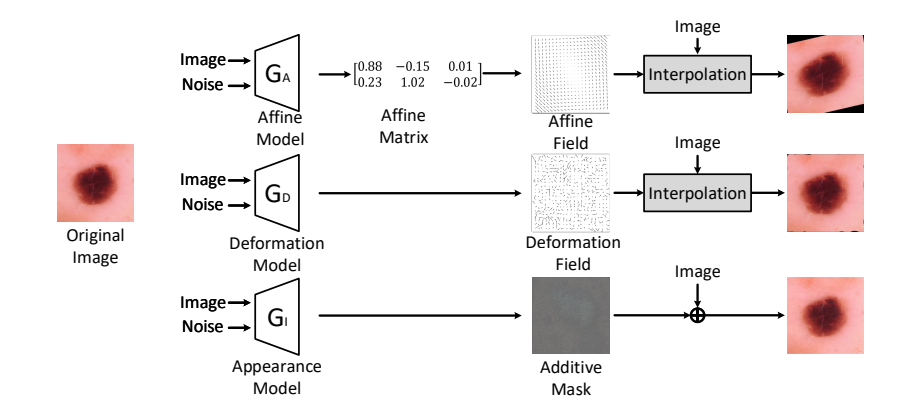 Image
Noise
GA
Affine
Model
[0.88 −0.15 0.01
0.23 1.02 −0.02]
Affine
Matrix
Affine
Field
Image
Interpolation
Original
Image
Image
Noise
GD
Deformation
Model
Deformation
Field
Image
Interpolation
Image
Noise
GI
Appearance
Model
Additive
Mask
Image